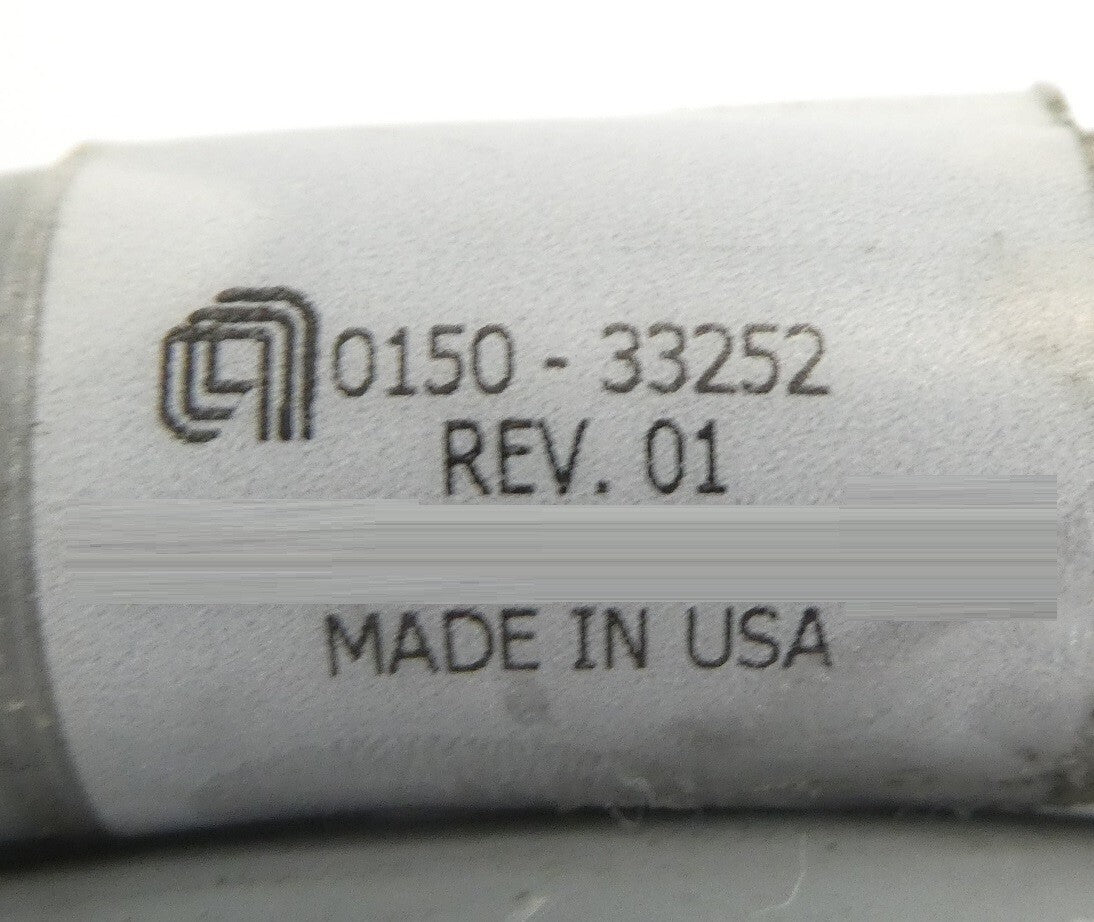 0150 - 33252
REV. 01
MADE IN USA